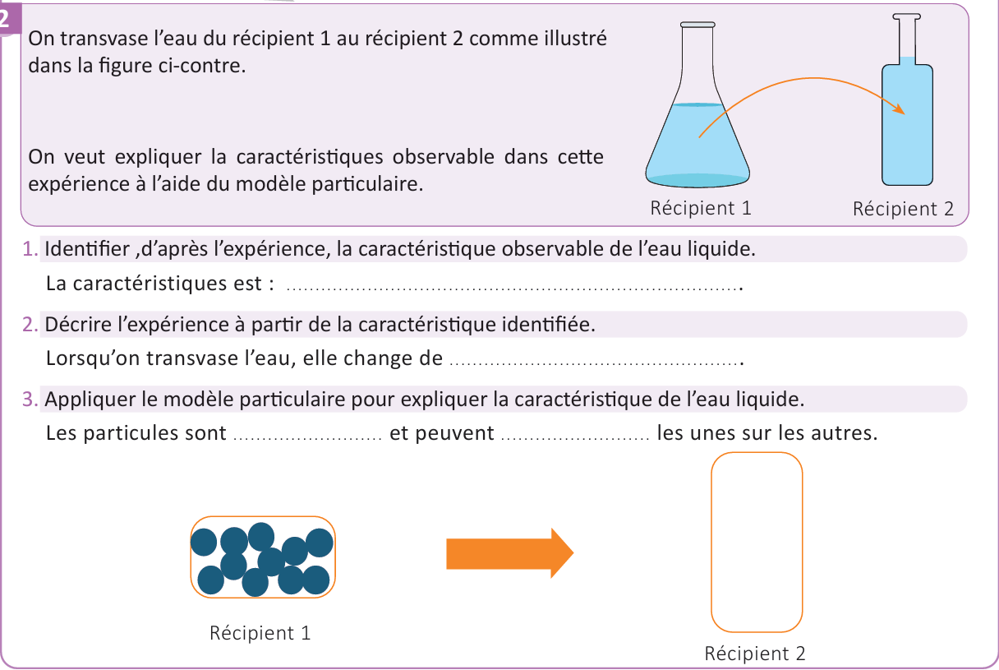 2
On transvase l’eau du récipient 1 au récipient 2 comme illustré
dans la figure ci-contre.
On veut expliquer la caractéristiques observable dans cette
expérience à l’aide du modèle particulaire.
Récipient 1
Récipient 2
1. Identifier ,d’après l’expérience, la caractéristique observable de l’eau liquide.
La caractéristiques est : ..............................................................................
2. Décrire l’expérience à partir de la caractéristique identifiée.
Lorsqu’on transvase l’eau, elle change de ..................................................
3. Appliquer le modèle particulaire pour expliquer la caractéristique de l’eau liquide.
Les particules sont .......................... et peuvent .......................... les unes sur les autres.
Récipient 1
Récipient 2